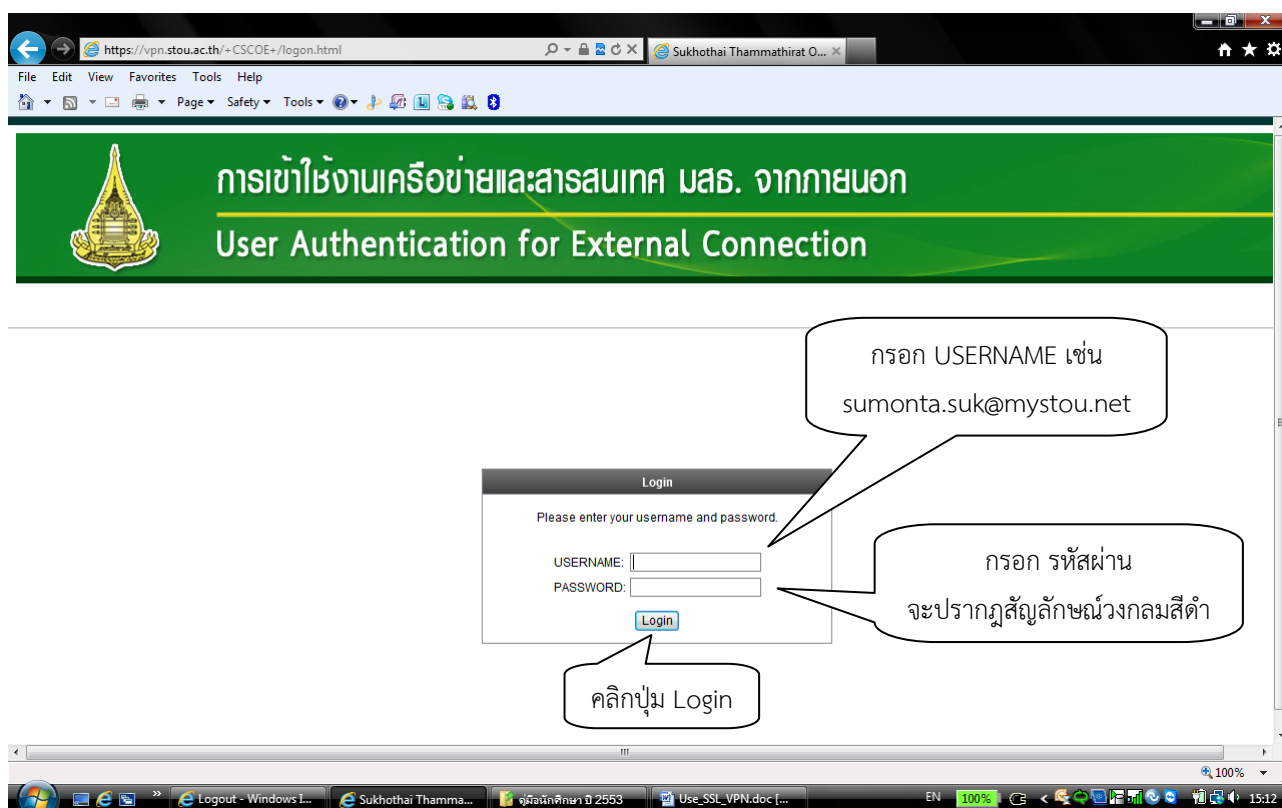 https://vpn.stou.ac.th/+CSCOE+/logon.html
Sukhothai Thammathirat O...
File Edit View Favorites Tools Help
Page Safety Tools
การเข้าใช้งานเครือข่ายและสารสนเทศ มสธ. จากภายนอก
User Authentication for External Connection
กรอก USERNAME เช่น
sumonta.suk@mystou.net
Login
Please enter your username and password.
USERNAME:
PASSWORD:
Login
กรอก รหัสผ่าน
จะปรากฏสัญลักษณ์วงกลมสีดำ
คลิกปุ่ม Login
100%
Logout - Windows I...
Sukhothai Thamma...
คู่มือนักศึกษา ปี 2553
Use_SSL_VPN.doc [...
EN
100%
15:12